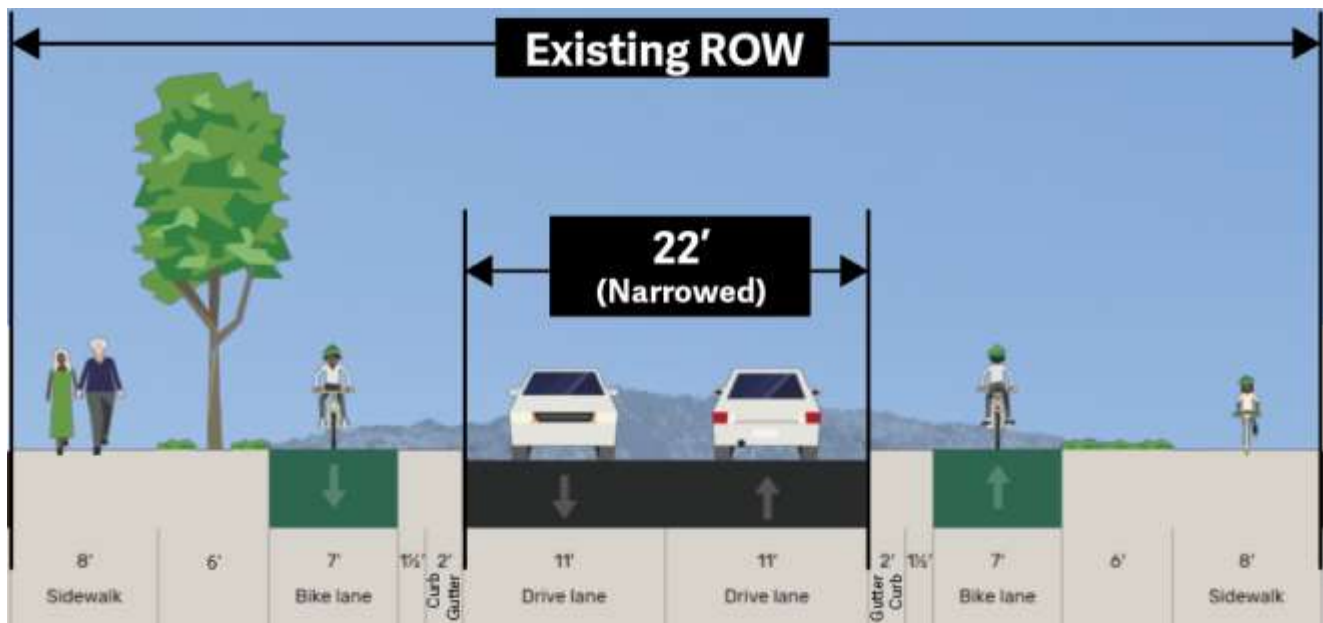 Existing ROW
22′
(Narrowed)
8′ 6′ 7′ 1½′ 2′ 11′ 11′ 2′ 1½′ 7′ 6′ 8′
Sidewalk Bike lane Curb Gutter Drive lane Drive lane Gutter Curb Bike lane Sidewalk